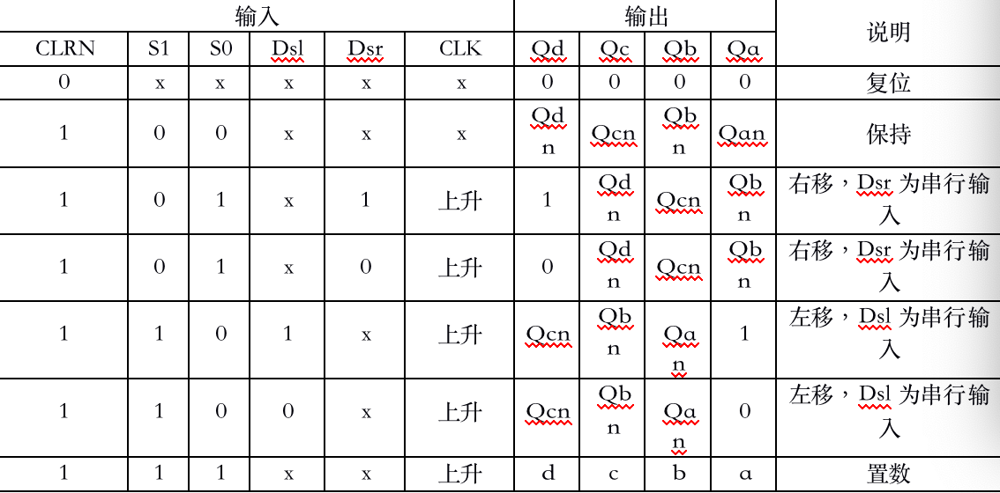 输入 输出 说明
CLRN S1 S0 Dsl Dsr CLK Qd Qc Qb Qa
0 x x x x x 0 0 0 0 复位
1 0 0 x x x Qdn Qcn Qbn Qan 保持
1 0 1 x 1 上升 1 Qdn Qcn Qbn 右移，Dsr 为串行输入
1 0 1 x 0 上升 0 Qdn Qcn Qbn 右移，Dsr 为串行输入
1 1 0 1 x 上升 Qcn Qbn Qan 1 左移，Dsl 为串行输入
1 1 0 0 x 上升 Qcn Qbn Qan 0 左移，Dsl 为串行输入
1 1 1 x x 上升 d c b a 置数